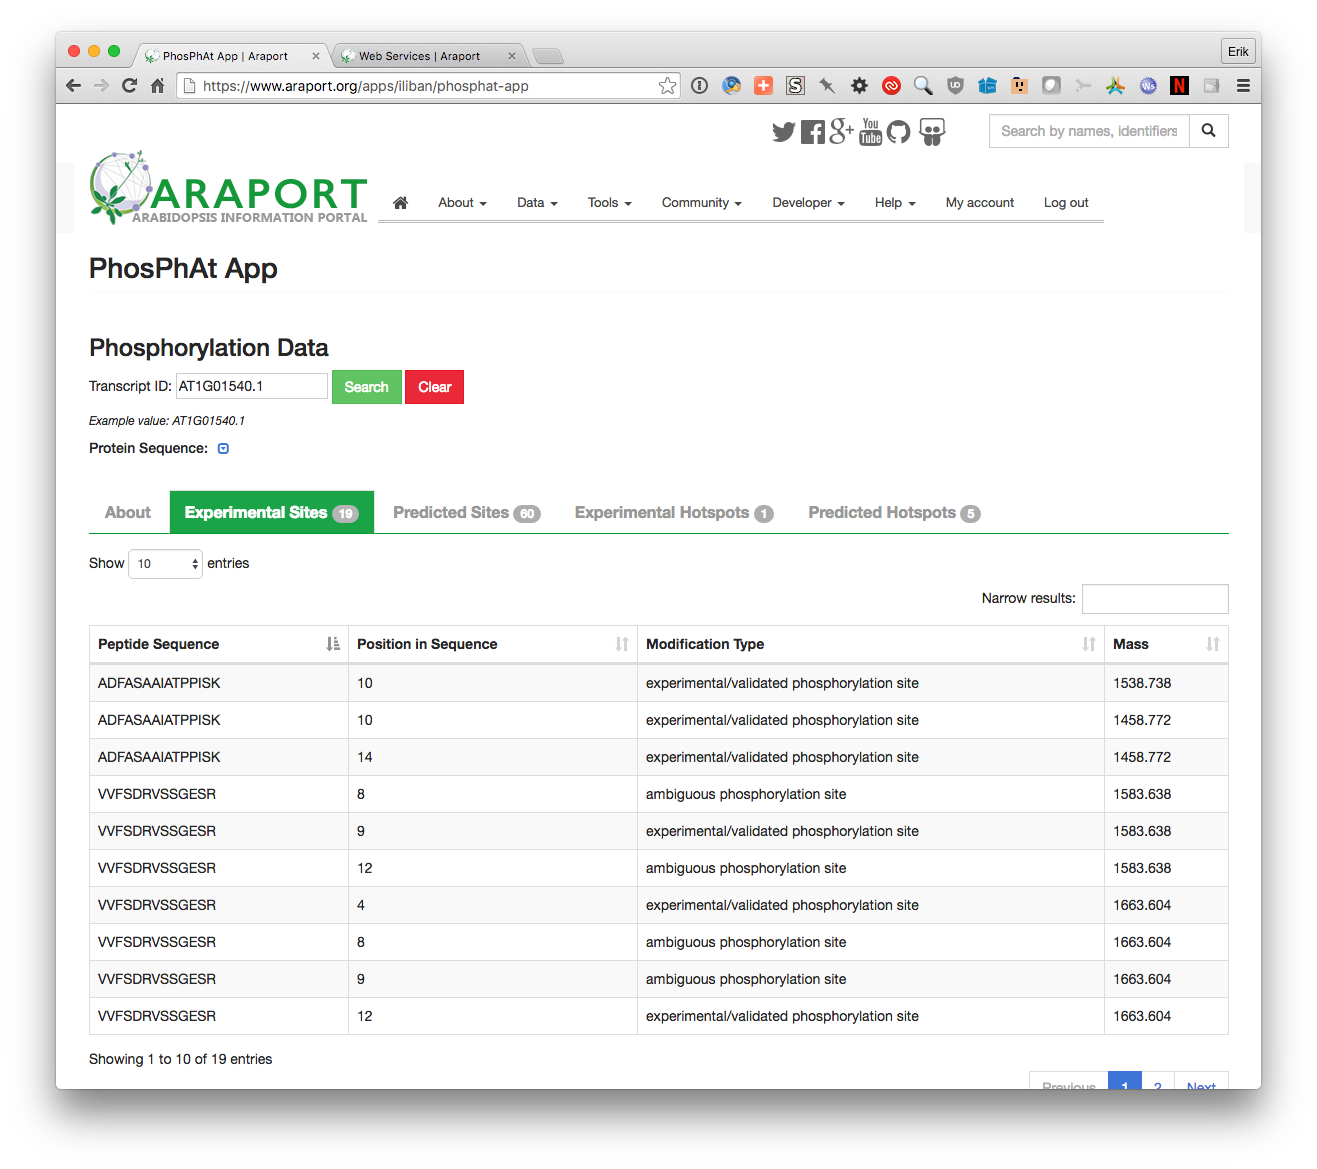 PhosPhAt App | Araport
Web Services | Araport
Erik
https://www.araport.org/apps/iliban/phosphat-app
You
Tube
Search by names, identifiers
ARAPORT
ARABIDOPSIS INFORMATION PORTAL
About Data Tools Community Developer Help My account Log out
PhosPhAt App
Phosphorylation Data
Transcript ID: AT1G01540.1 Search Clear
Example value: AT1G01540.1
Protein Sequence:
About Experimental Sites 19 Predicted Sites 60 Experimental Hotspots 1 Predicted Hotspots 5
Show 10 entries
Narrow results:
Peptide Sequence Position in Sequence Modification Type Mass
ADFASAAIATPPISK 10 experimental/validated phosphorylation site 1538.738
ADFASAAIATPPISK 10 experimental/validated phosphorylation site 1458.772
ADFASAAIATPPISK 14 experimental/validated phosphorylation site 1458.772
VVFSDRVSSGESR 8 ambiguous phosphorylation site 1583.638
VVFSDRVSSGESR 9 experimental/validated phosphorylation site 1583.638
VVFSDRVSSGESR 12 ambiguous phosphorylation site 1583.638
VVFSDRVSSGESR 4 experimental/validated phosphorylation site 1663.604
VVFSDRVSSGESR 8 ambiguous phosphorylation site 1663.604
VVFSDRVSSGESR 9 ambiguous phosphorylation site 1663.604
VVFSDRVSSGESR 12 experimental/validated phosphorylation site 1663.604
Showing 1 to 10 of 19 entries
Previous 1 2 Next